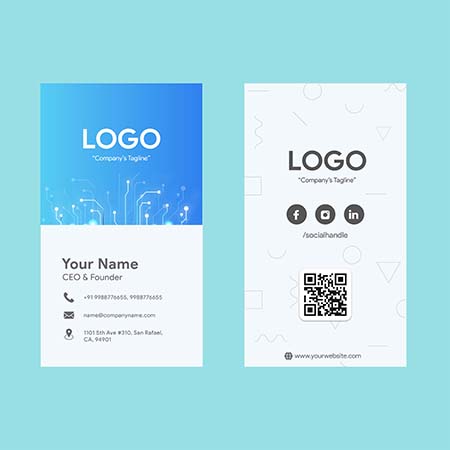 LOGO
“Company's Tagline”
Your Name
CEO & Founder
+91 9988776655, 9988776655
name@companyname.com
1101 5th Ave #310, San Rafael,
CA, 94901
LOGO
“Company's Tagline”
/socialhandle
www.yourwebsite.com